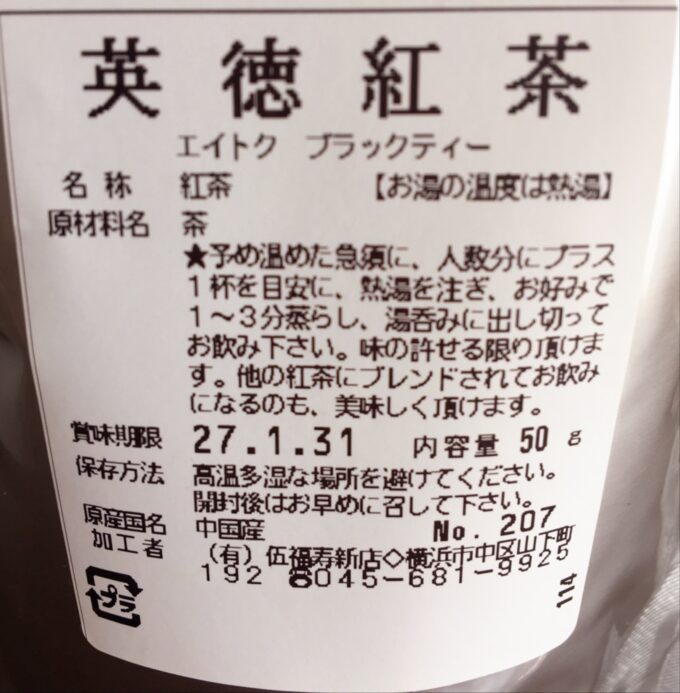 英徳紅茶
エイトク ブラックティー
名称 紅茶 【お湯の温度は熱湯】
原材料名 茶
★予め温めた急須に、人数分にプラス
1杯を目安に、熱湯を注ぎ、お好みで
1～3分蒸らし、湯呑みに出し切って
お飲み下さい。味の許せる限り頂けま
す。他の紅茶にブレンドされてお飲み
になるのも、美味しく頂けます。
賞味期限 27.1.31 内容量 50g
保存方法 高温多湿な場所を避けてください。
開封後はお早めに召して下さい。
原産国名 中国産 No.207
加工者 (有)伍福寿新店◇横浜市中区山下町
192 ☎045-681-9925
プラ
114